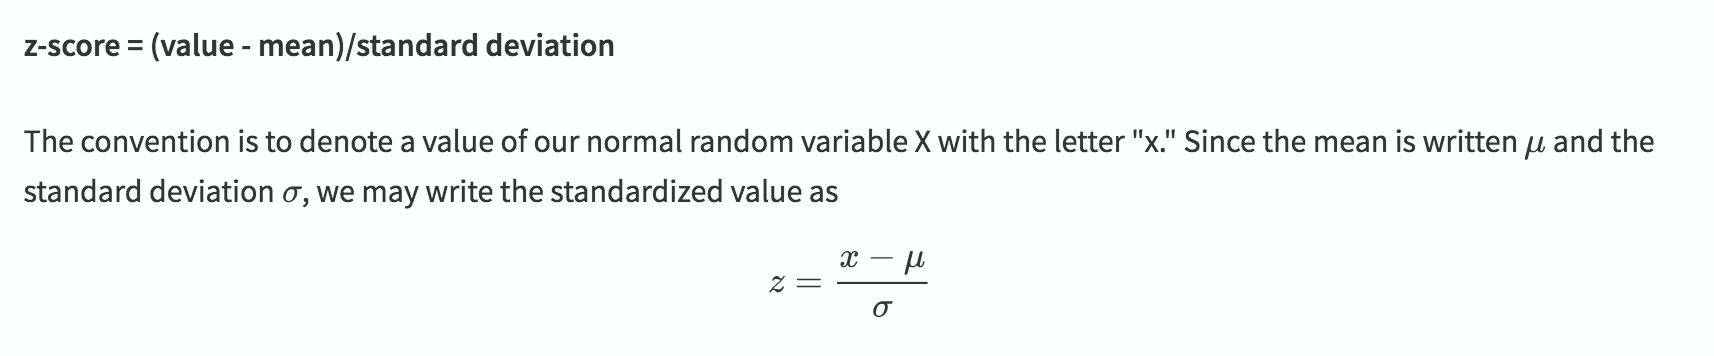 z-score = (value - mean)/standard deviation
The convention is to denote a value of our normal random variable X with the letter "x." Since the mean is written μ and the
standard deviation σ, we may write the standardized value as
z = \frac{x - μ}{σ}